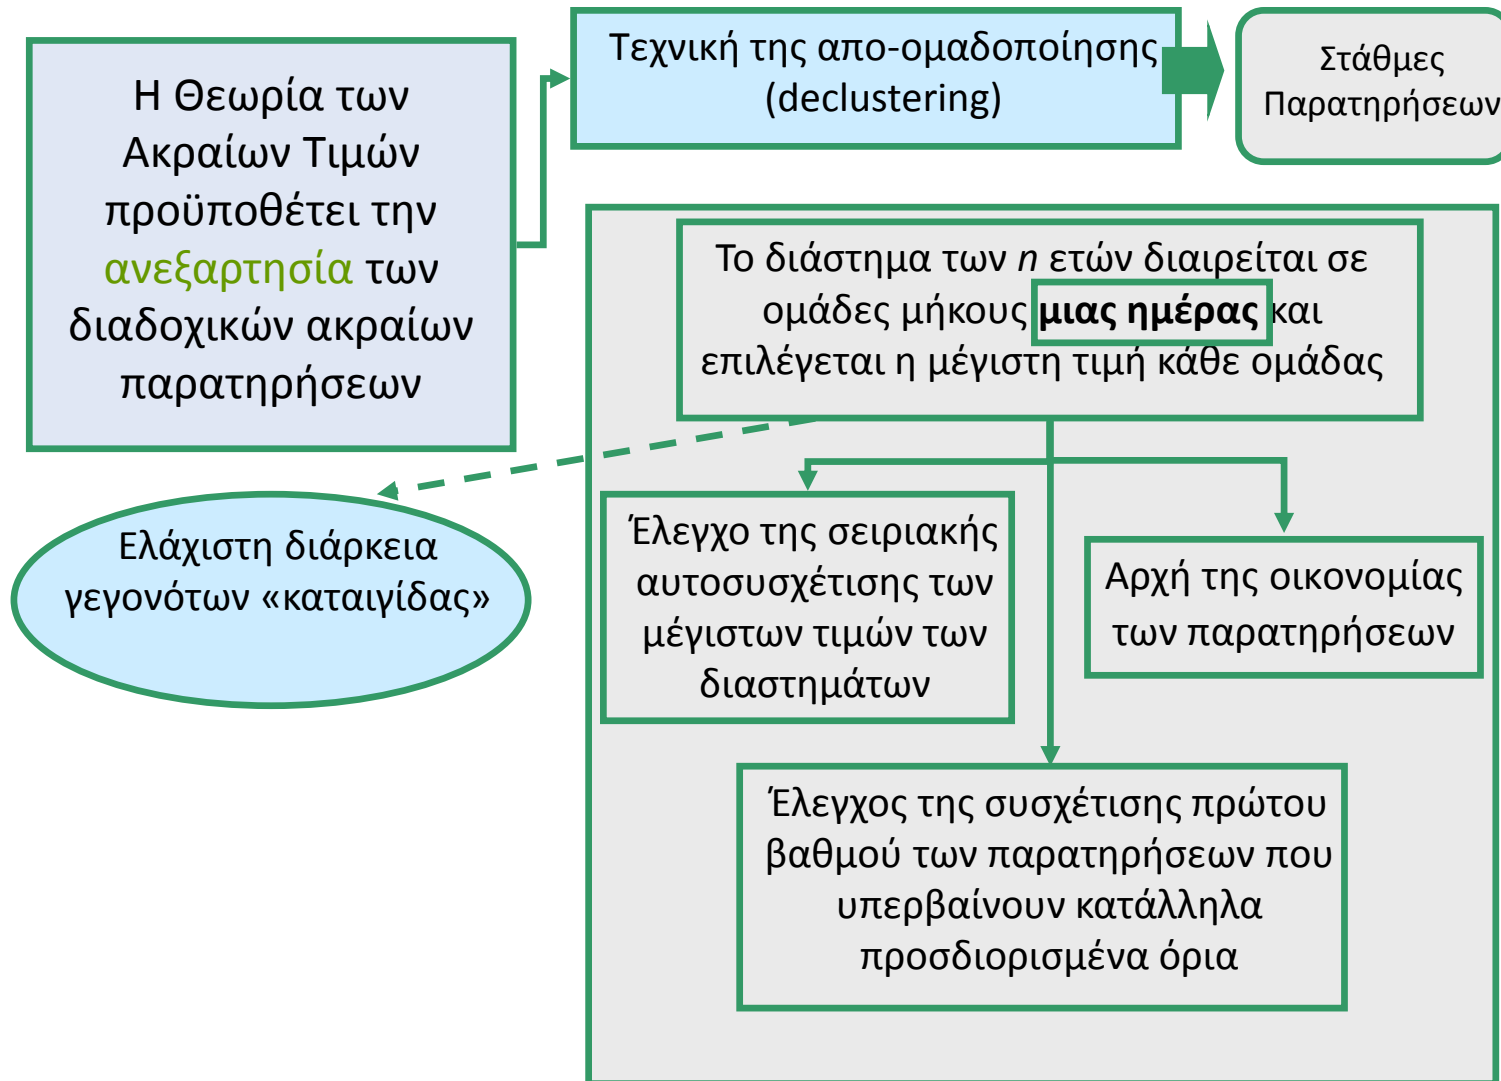 Η Θεωρία των
Ακραίων Τιμών
προϋποθέτει την
ανεξαρτησία των
διαδοχικών ακραίων
παρατηρήσεων
Τεχνική της απο-ομαδοποίησης
(declustering)
Στάθμες
Παρατηρήσεων
Το διάστημα των n ετών διαιρείται σε
ομάδες μήκους μιας ημέρας και
επιλέγεται η μέγιστη τιμή κάθε ομάδας
Ελάχιστη διάρκεια
γεγονότων «καταιγίδας»
Έλεγχο της σειριακής
αυτοσυσχέτισης των
μέγιστων τιμών των
διαστημάτων
Αρχή της οικονομίας
των παρατηρήσεων
Έλεγχος της συσχέτισης πρώτου
βαθμού των παρατηρήσεων που
υπερβαίνουν κατάλληλα
προσδιορισμένα όρια